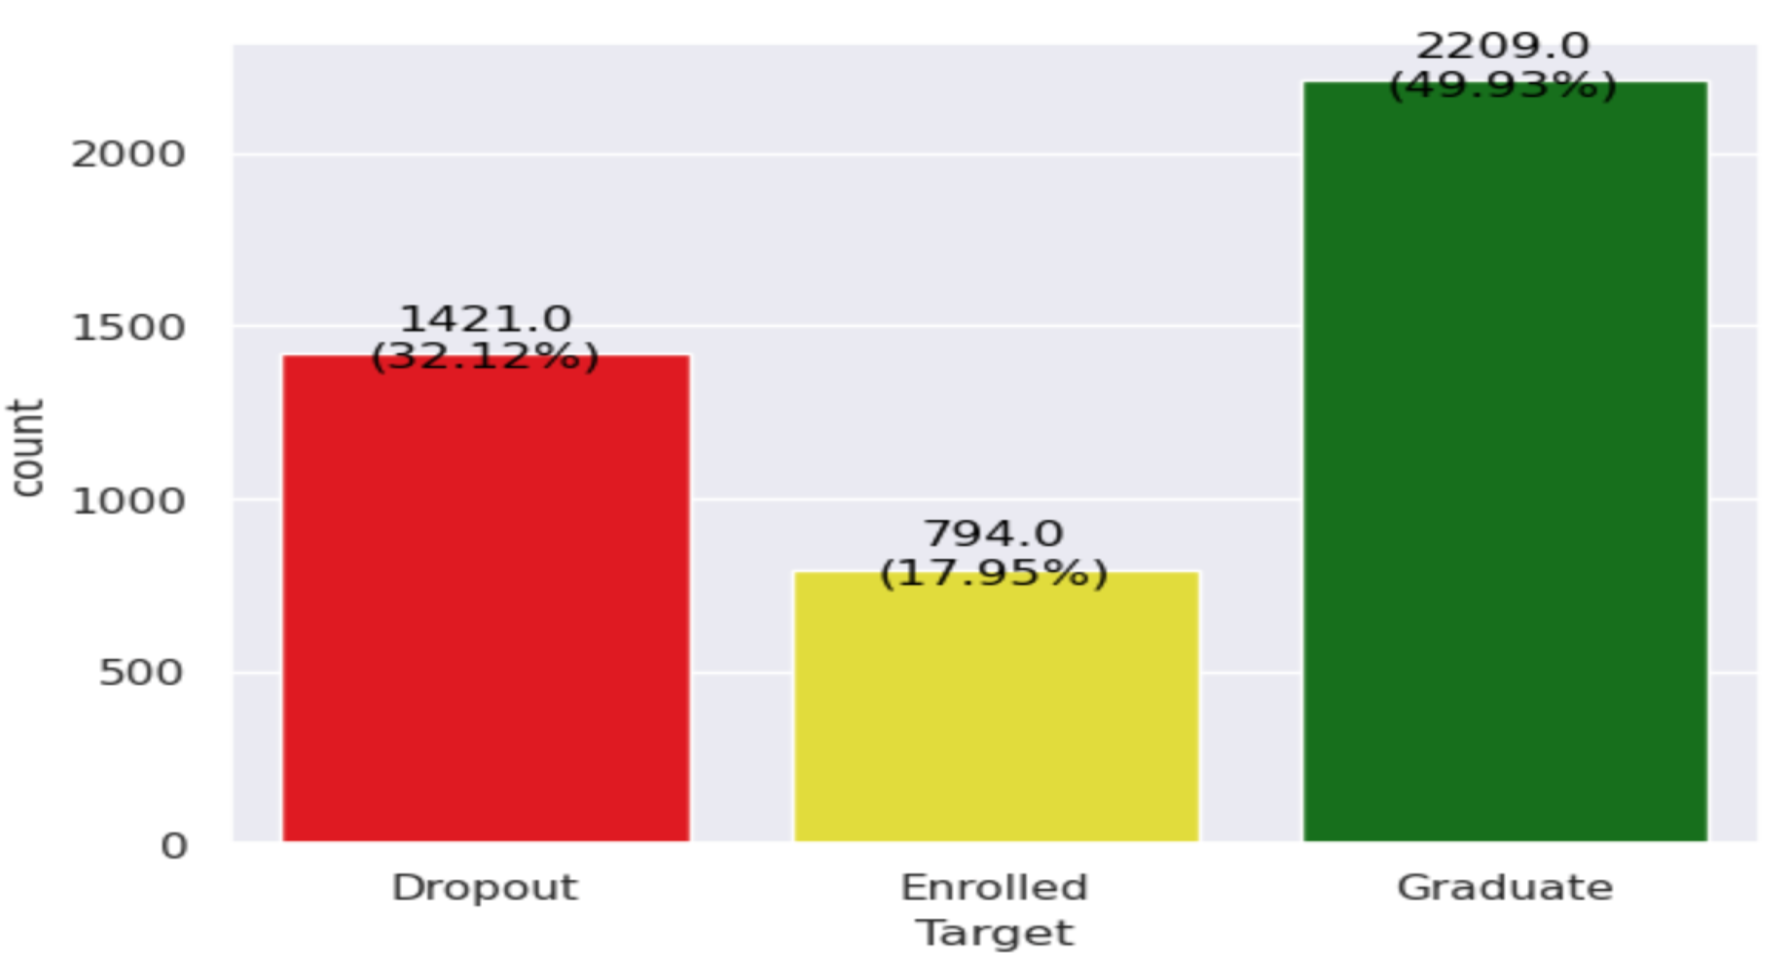 2209.0
(49.93%)
2000
1421.0
1500
(32.12%)
count
1000
794.0
(17.95%)
500
0
Dropout
Enrolled
Graduate
Target